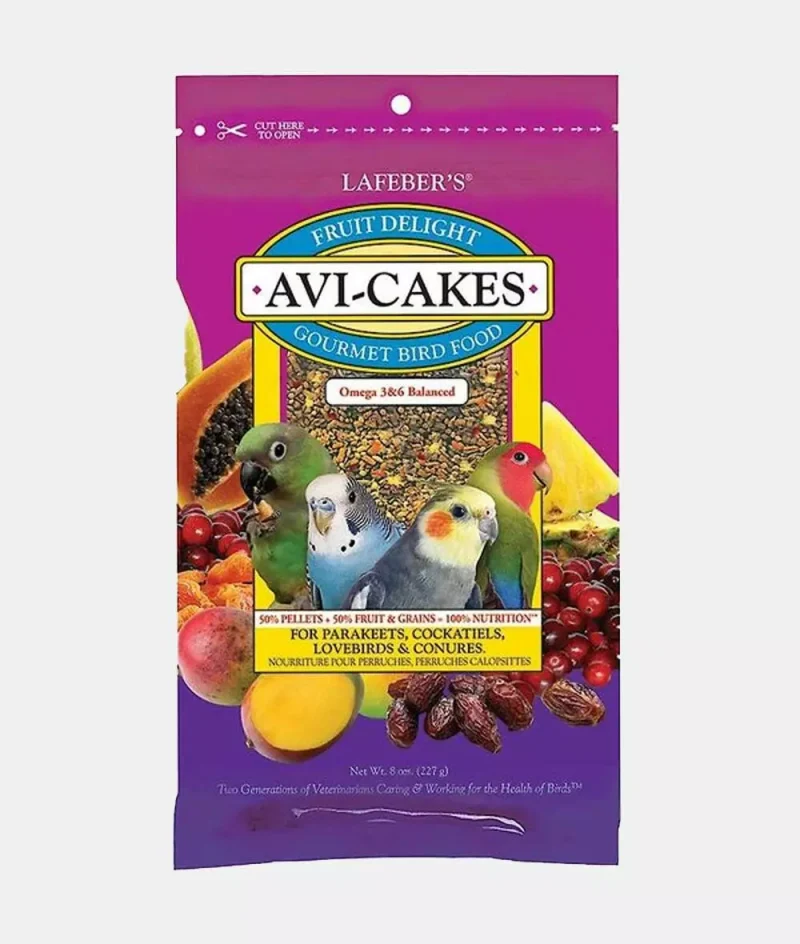 CUT HERE
TO OPEN
LAFEBER'S®
FRUIT DELIGHT
AVI-CAKES
GOURMET BIRD FOOD
Omega 3&6 Balanced
50% PELLETS + 50% FRUIT & GRAINS = 100% NUTRITION™
FOR PARAKEETS, COCKATIELS,
LOVEBIRDS & CONURES.
NOURRITURE POUR PERRUCHES, PERRUCHES CALOPSITTES
Net Wt. 8 oz. (227 g)
Two Generations of Veterinarians Caring & Working for the Health of Birds™